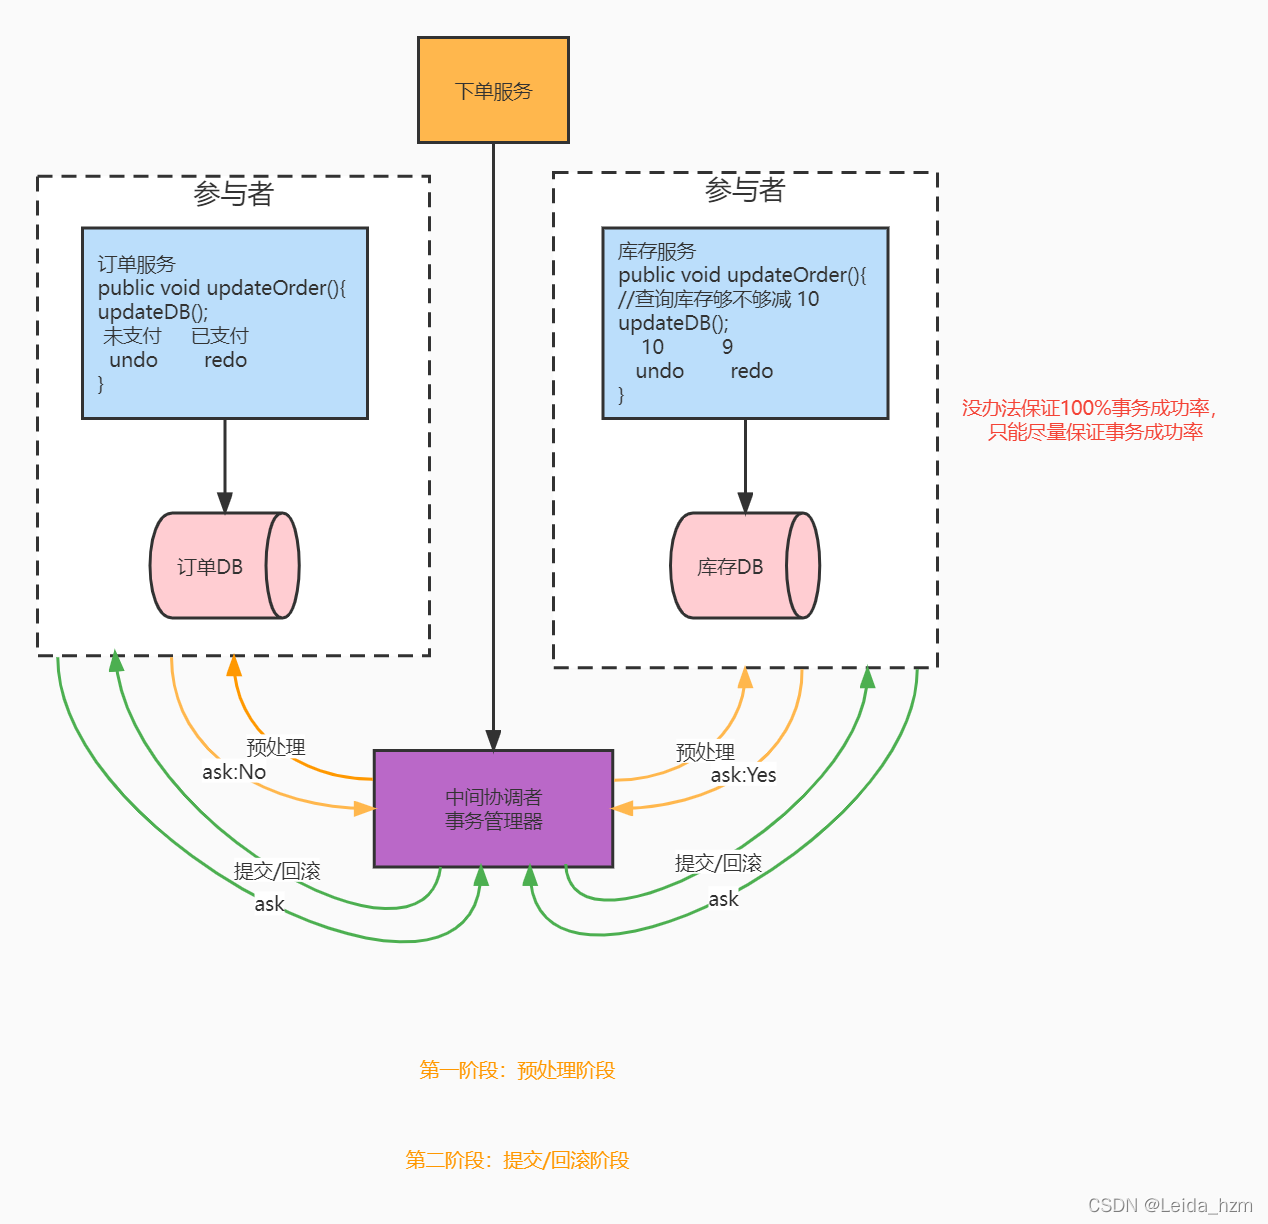 下单服务
参与者
订单服务
public void updateOrder(){
updateDB();
未支付 已支付
undo redo
}
订单DB
参与者
库存服务
public void updateOrder(){
//查询库存够不够减 10
updateDB();
10 9
undo redo
}
库存DB
没办法保证100%事务成功率，
只能尽量保证事务成功率
预处理
ask:No
预处理
ask:Yes
中间协调者
事务管理器
提交/回滚
ask
提交/回滚
ask
第一阶段：预处理阶段
第二阶段：提交/回滚阶段
CSDN @Leida_hzm